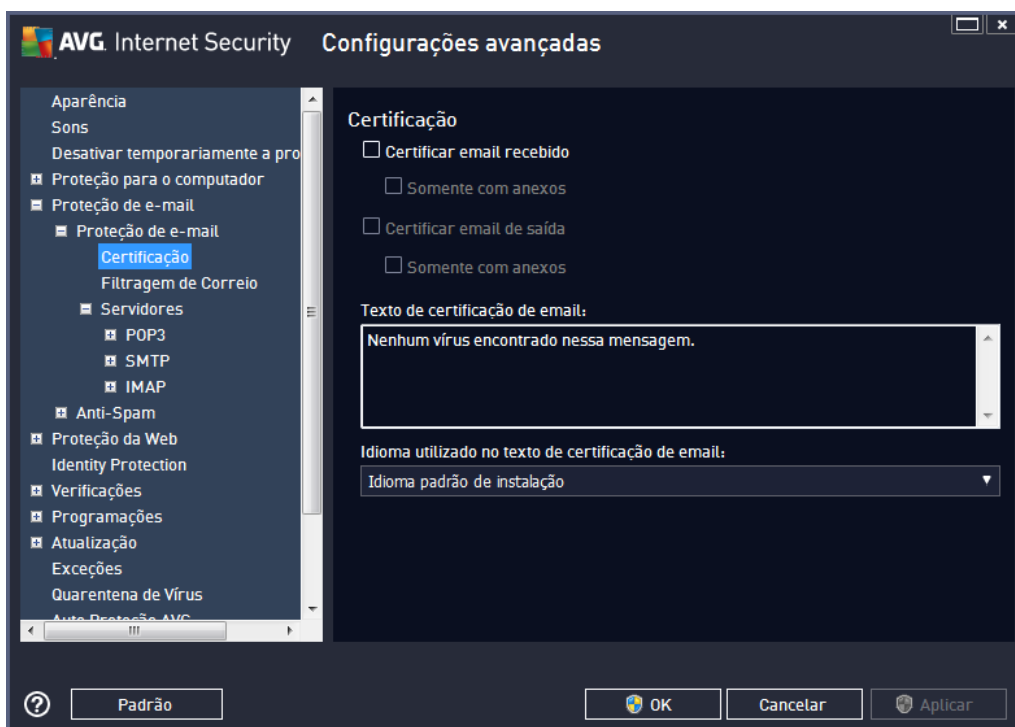 AVG. Internet Security Configurações avançadas
Aparência
Sons
Desativar temporariamente a pro
Proteção para o computador
Proteção de e-mail
Proteção de e-mail
Certificação
Filtragem de Correio
Servidores
POP3
SMTP
IMAP
Anti-Spam
Proteção da Web
Identity Protection
Verificações
Programações
Atualização
Exceções
Quarentena de Vírus
Auto Proteção AVG
Certificação
Certificar email recebido
Somente com anexos
Certificar email de saída
Somente com anexos
Texto de certificação de email:
Nenhum vírus encontrado nessa mensagem.
Idioma utilizado no texto de certificação de email:
Idioma padrão de instalação
Padrão
OK
Cancelar
Aplicar